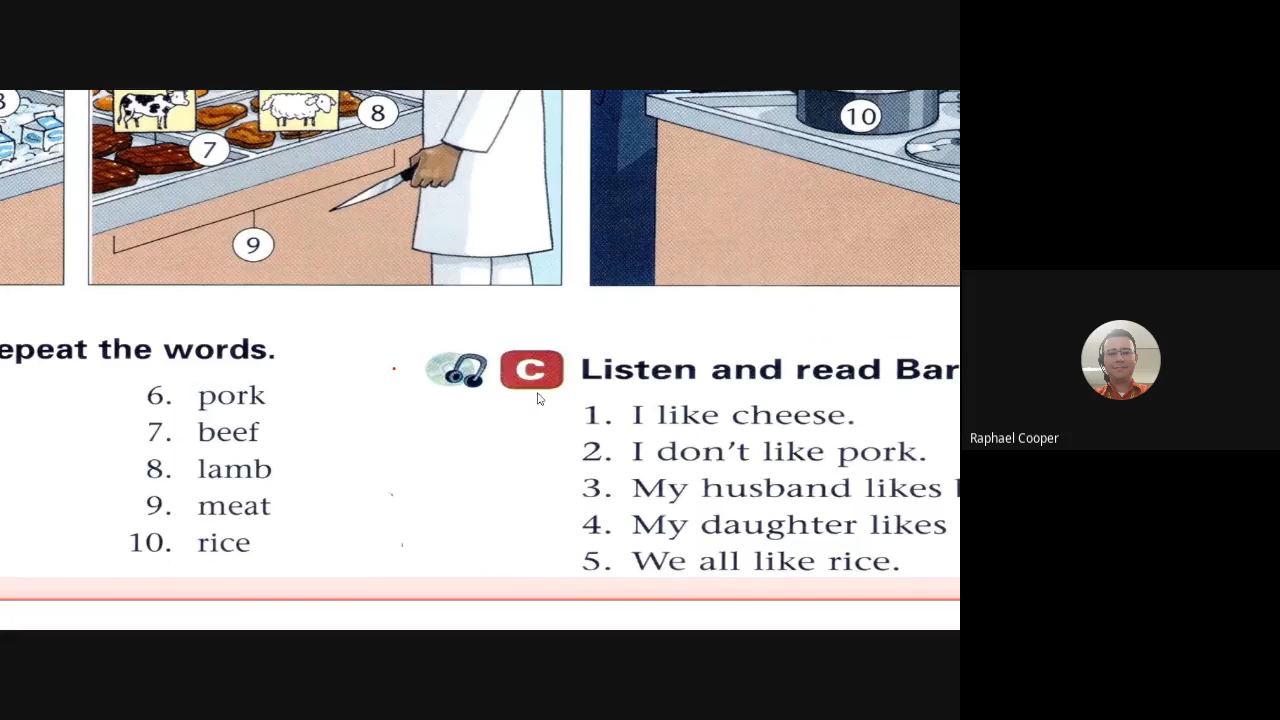 8
7
9
10
epeat the words.
6. pork
7. beef
8. lamb
9. meat
10. rice
C Listen and read Bar
1. I like cheese.
2. I don't like pork.
3. My husband likes
4. My daughter likes
5. We all like rice.
Raphael Cooper